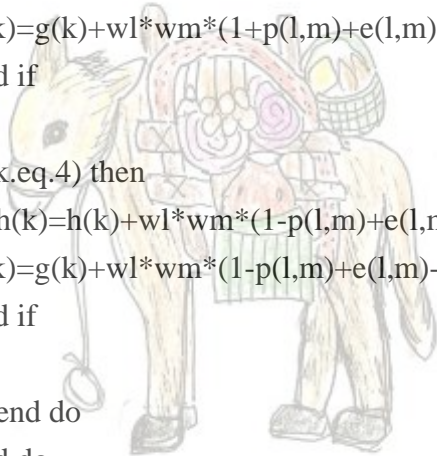 k)=g(k)+wl*wm*(1+p(l,m)+e(l,m)
d if
k.eq.4) then
h(k)=h(k)+wl*wm*(1-p(l,m)+e(l,m
k)=g(k)+wl*wm*(1-p(l,m)+e(l,m)-
d if
end do
d do